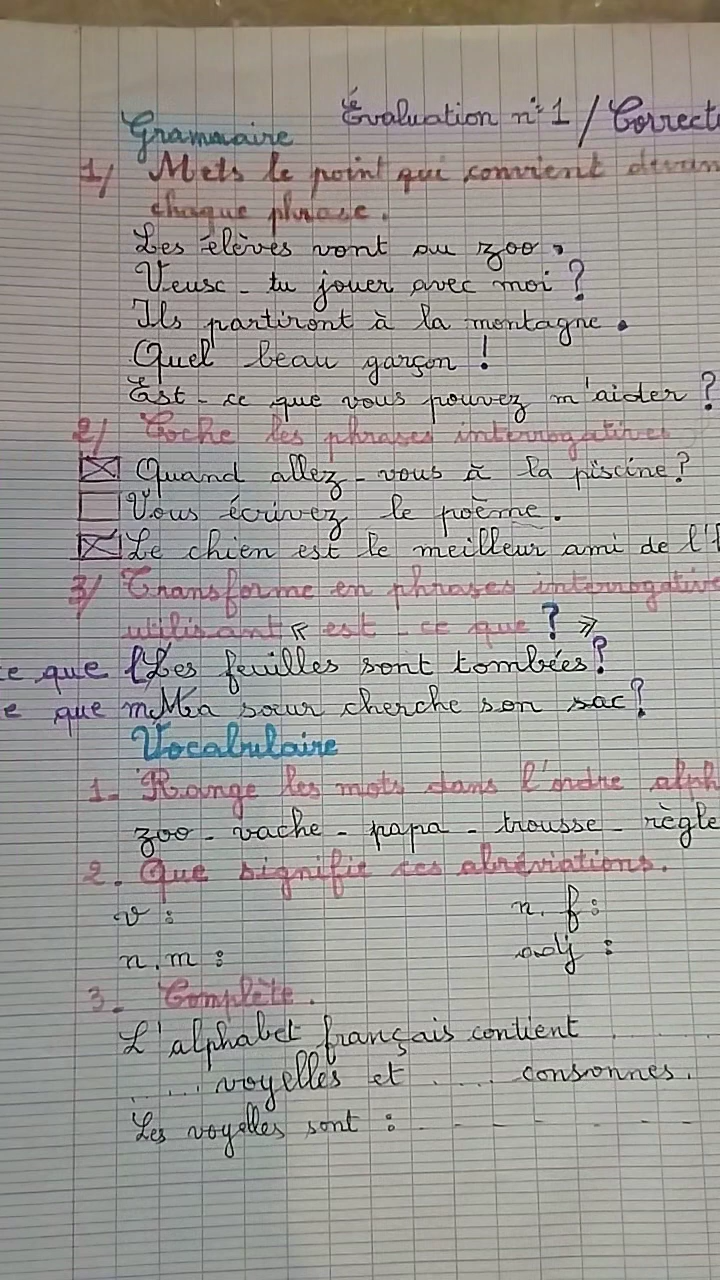 Évaluation n°1 / Correct
Grammaire
1/ Mets le point qui convient devan
chaque phrase.
Les élèves vont au zoo.
Veux-tu jouer avec moi ?
Ils partiront à la montagne.
Quel beau garçon !
Est-ce que vous pouvez m'aider ?
2/ Coche les phrases interrogatives
Quand allez-vous à la piscine?
Vous écrivez le poème.
Le chien est le meilleur ami de l'
3/ Transforme en phrases interrogative
utilisant « est-ce que ? »
e que Les feuilles sont tombées?
e que Ma sœur cherche son sac?
Vocabulaire
1. Range les mots dans l'ordre alph
zoo - vache - papa - trousse - règle
2. Que signifie ces abréviations.
v : n.f :
n.m : adj :
3. Complète.
L'alphabet français contient .....
..... voyelles et .... consonnes.
Les voyelles sont : - - - - - -